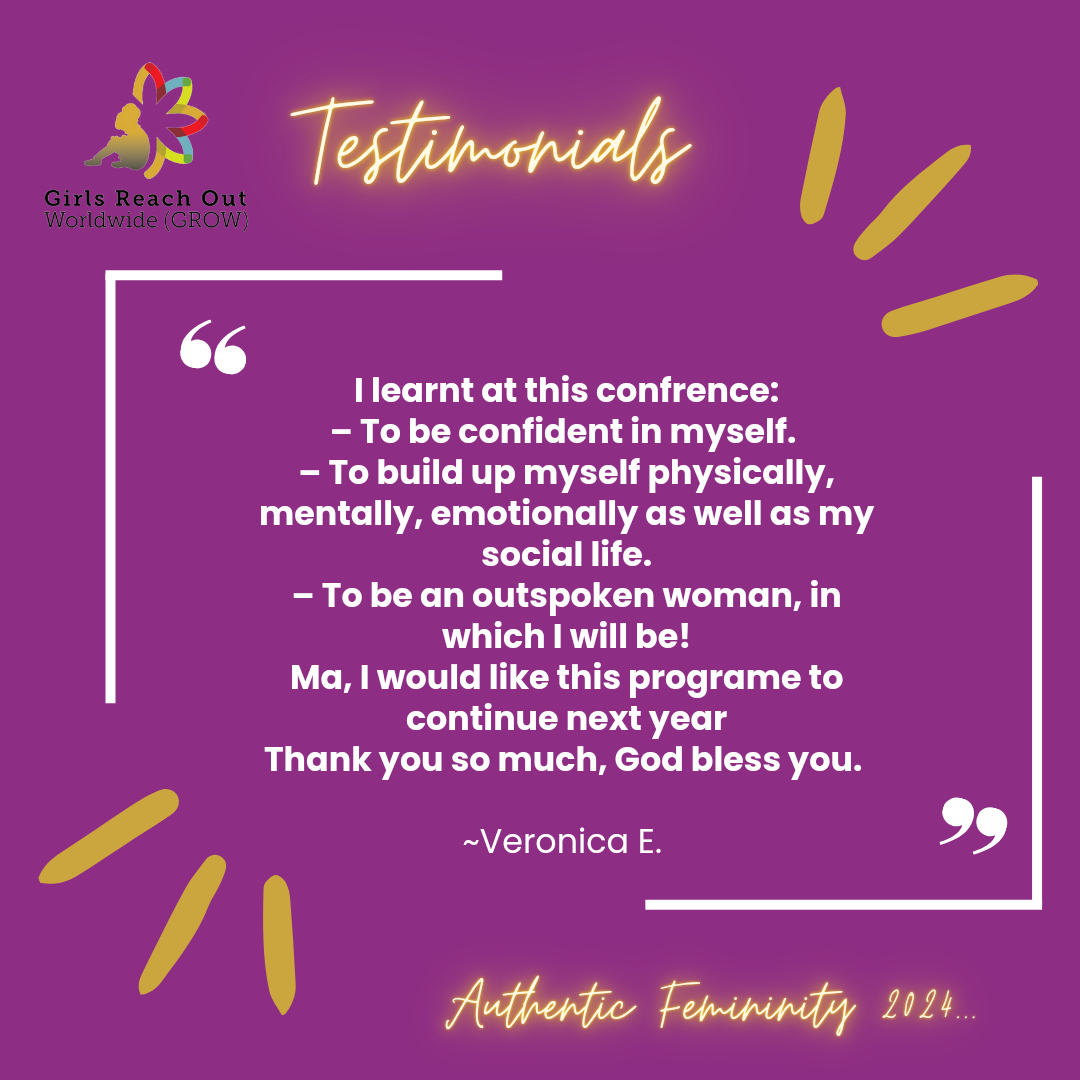 Testimonials
Girls Reach Out
Worldwide (GROW)
“
I learnt at this confrence:
– To be confident in myself.
– To build up myself physically,
mentally, emotionally as well as my
social life.
– To be an outspoken woman, in
which I will be!
Ma, I would like this programe to
continue next year
Thank you so much, God bless you.
~Veronica E.
”
Authentic Femininity 2024...